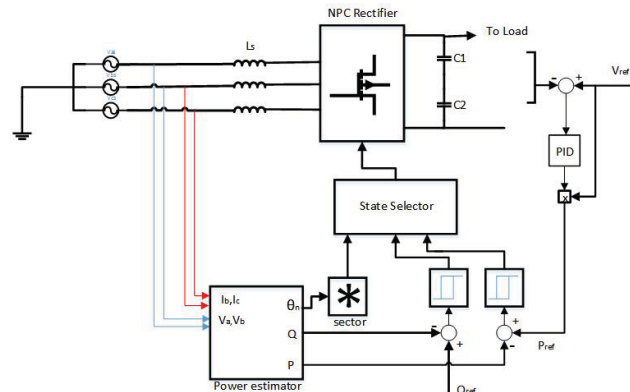 NPC Rectifier
Ls
To Load
C1
C2
Vref
PID
x
State Selector
Ib,Ic
Va,Vb
θn
Q
P
sector
Pref
Qref
Power estimator
- +
- +
+ -